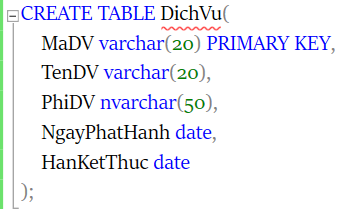 CREATE TABLE DichVu(
MaDV varchar(20) PRIMARY KEY,
TenDV varchar(20),
PhiDV nvarchar(50),
NgayPhatHanh date,
HanKetThuc date
);